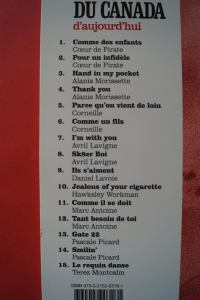 DU CANADA
d'aujourd'hui
1. Comme des enfants
Cœur de Pirate
2. Pour un infidèle
Cœur de Pirate
3. Hand in my pocket
Alanis Morissette
4. Thank you
Alanis Morissette
5. Parce qu'on vient de loin
Corneille
6. Comme un fils
Corneille
7. I'm with you
Avril Lavigne
8. Sk8er Boi
Avril Lavigne
9. Ils s'aiment
Daniel Lavoie
10. Jealous of your cigarette
Hawksley Workman
11. Comme il se doit
Marc Antoine
12. Tant besoin de toi
Marc Antoine
13. Gate 22
Pascale Picard
14. Smilin'
Pascale Picard
15. Le requin danse
Terez Montcalm